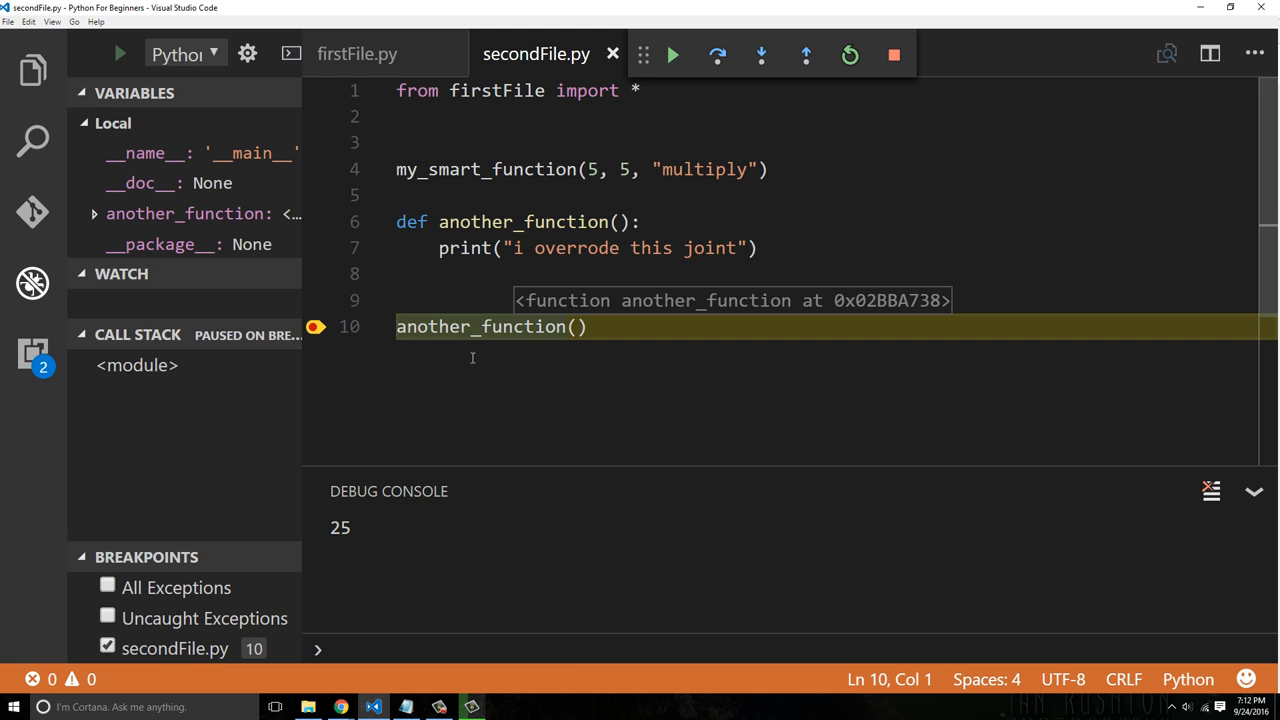 secondFile.py - Python For Beginners - Visual Studio Code
File Edit View Go Help
Python
firstFile.py
secondFile.py
VARIABLES
Local
__name__: '__main__'
__doc__: None
another_function: <…
__package__: None
WATCH
CALL STACK PAUSED ON BRE…
<module>
BREAKPOINTS
All Exceptions
Uncaught Exceptions
secondFile.py 10
2
1 from firstFile import *
2
3
4 my_smart_function(5, 5, "multiply")
5
6 def another_function():
7 print("i overrode this joint")
8
9
<function another_function at 0x02BBA738>
10 another_function()
DEBUG CONSOLE
25
0 0
Ln 10, Col 1 Spaces: 4 UTF-8 CRLF Python
I'm Cortana. Ask me anything.
7:12 PM
9/24/2016